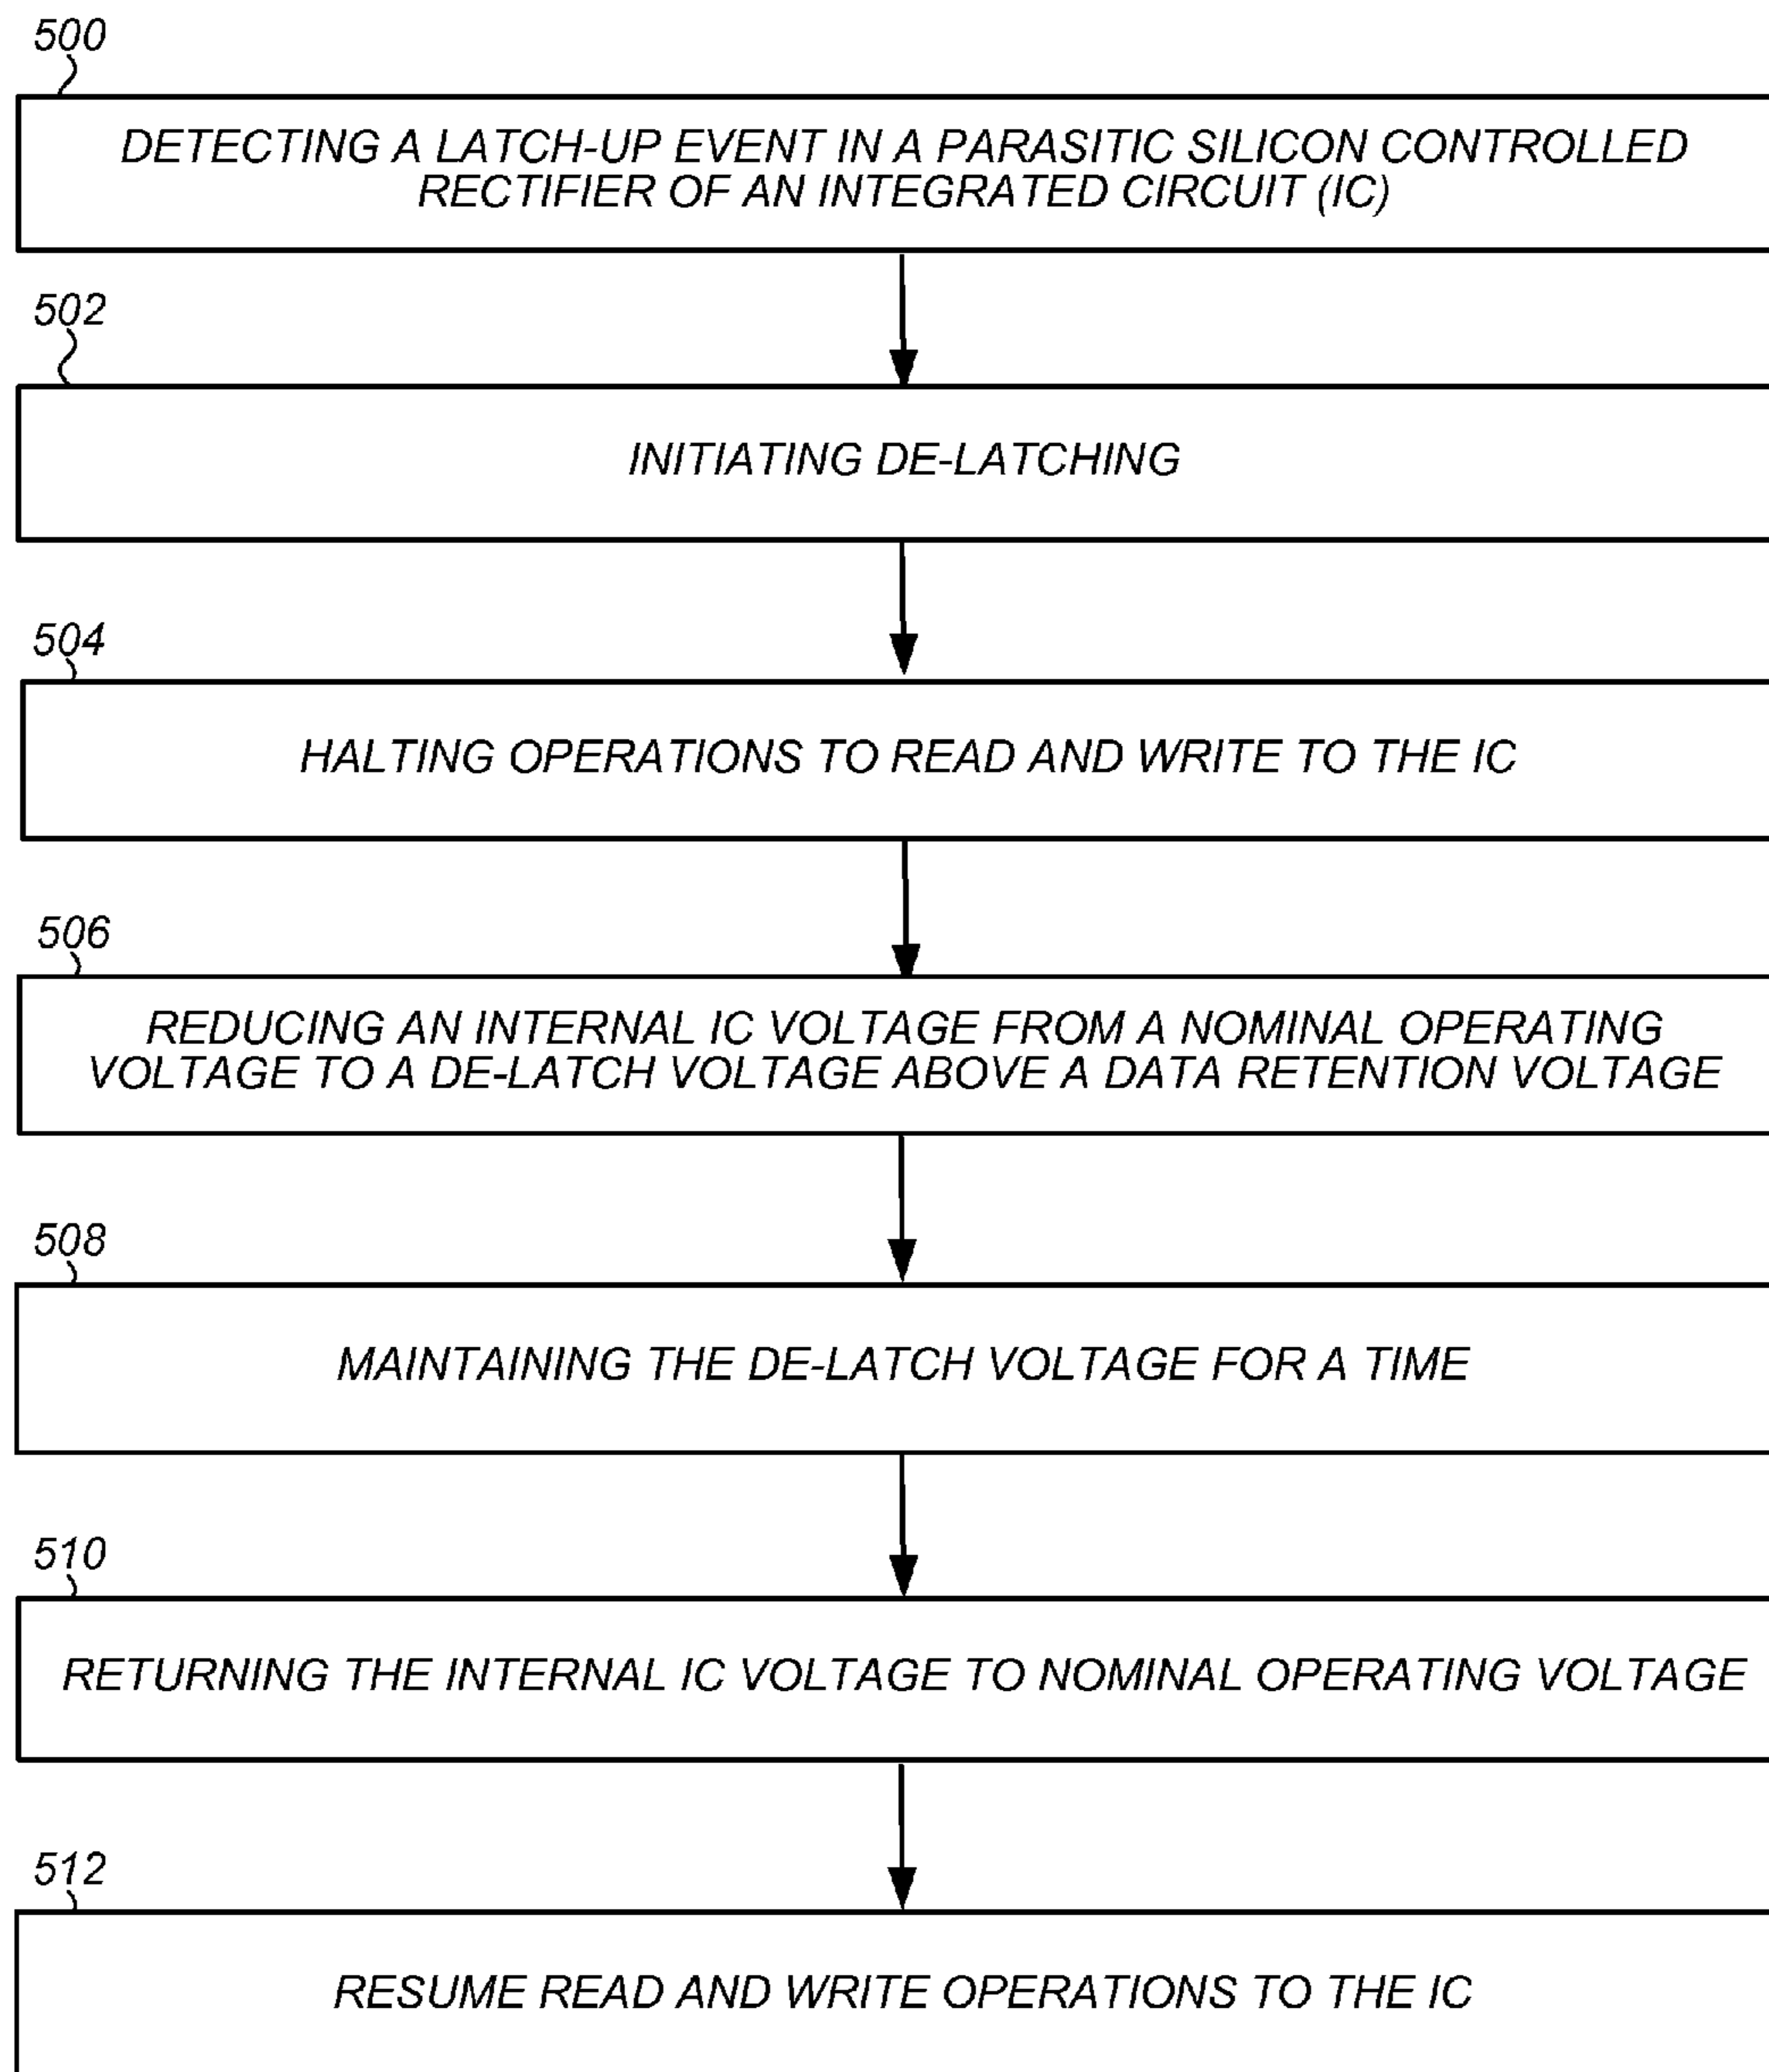 500
DETECTING A LATCH-UP EVENT IN A PARASITIC SILICON CONTROLLED
RECTIFIER OF AN INTEGRATED CIRCUIT (IC)
502
INITIATING DE-LATCHING
504
HALTING OPERATIONS TO READ AND WRITE TO THE IC
506
REDUCING AN INTERNAL IC VOLTAGE FROM A NOMINAL OPERATING
VOLTAGE TO A DE-LATCH VOLTAGE ABOVE A DATA RETENTION VOLTAGE
508
MAINTAINING THE DE-LATCH VOLTAGE FOR A TIME
510
RETURNING THE INTERNAL IC VOLTAGE TO NOMINAL OPERATING VOLTAGE
512
RESUME READ AND WRITE OPERATIONS TO THE IC